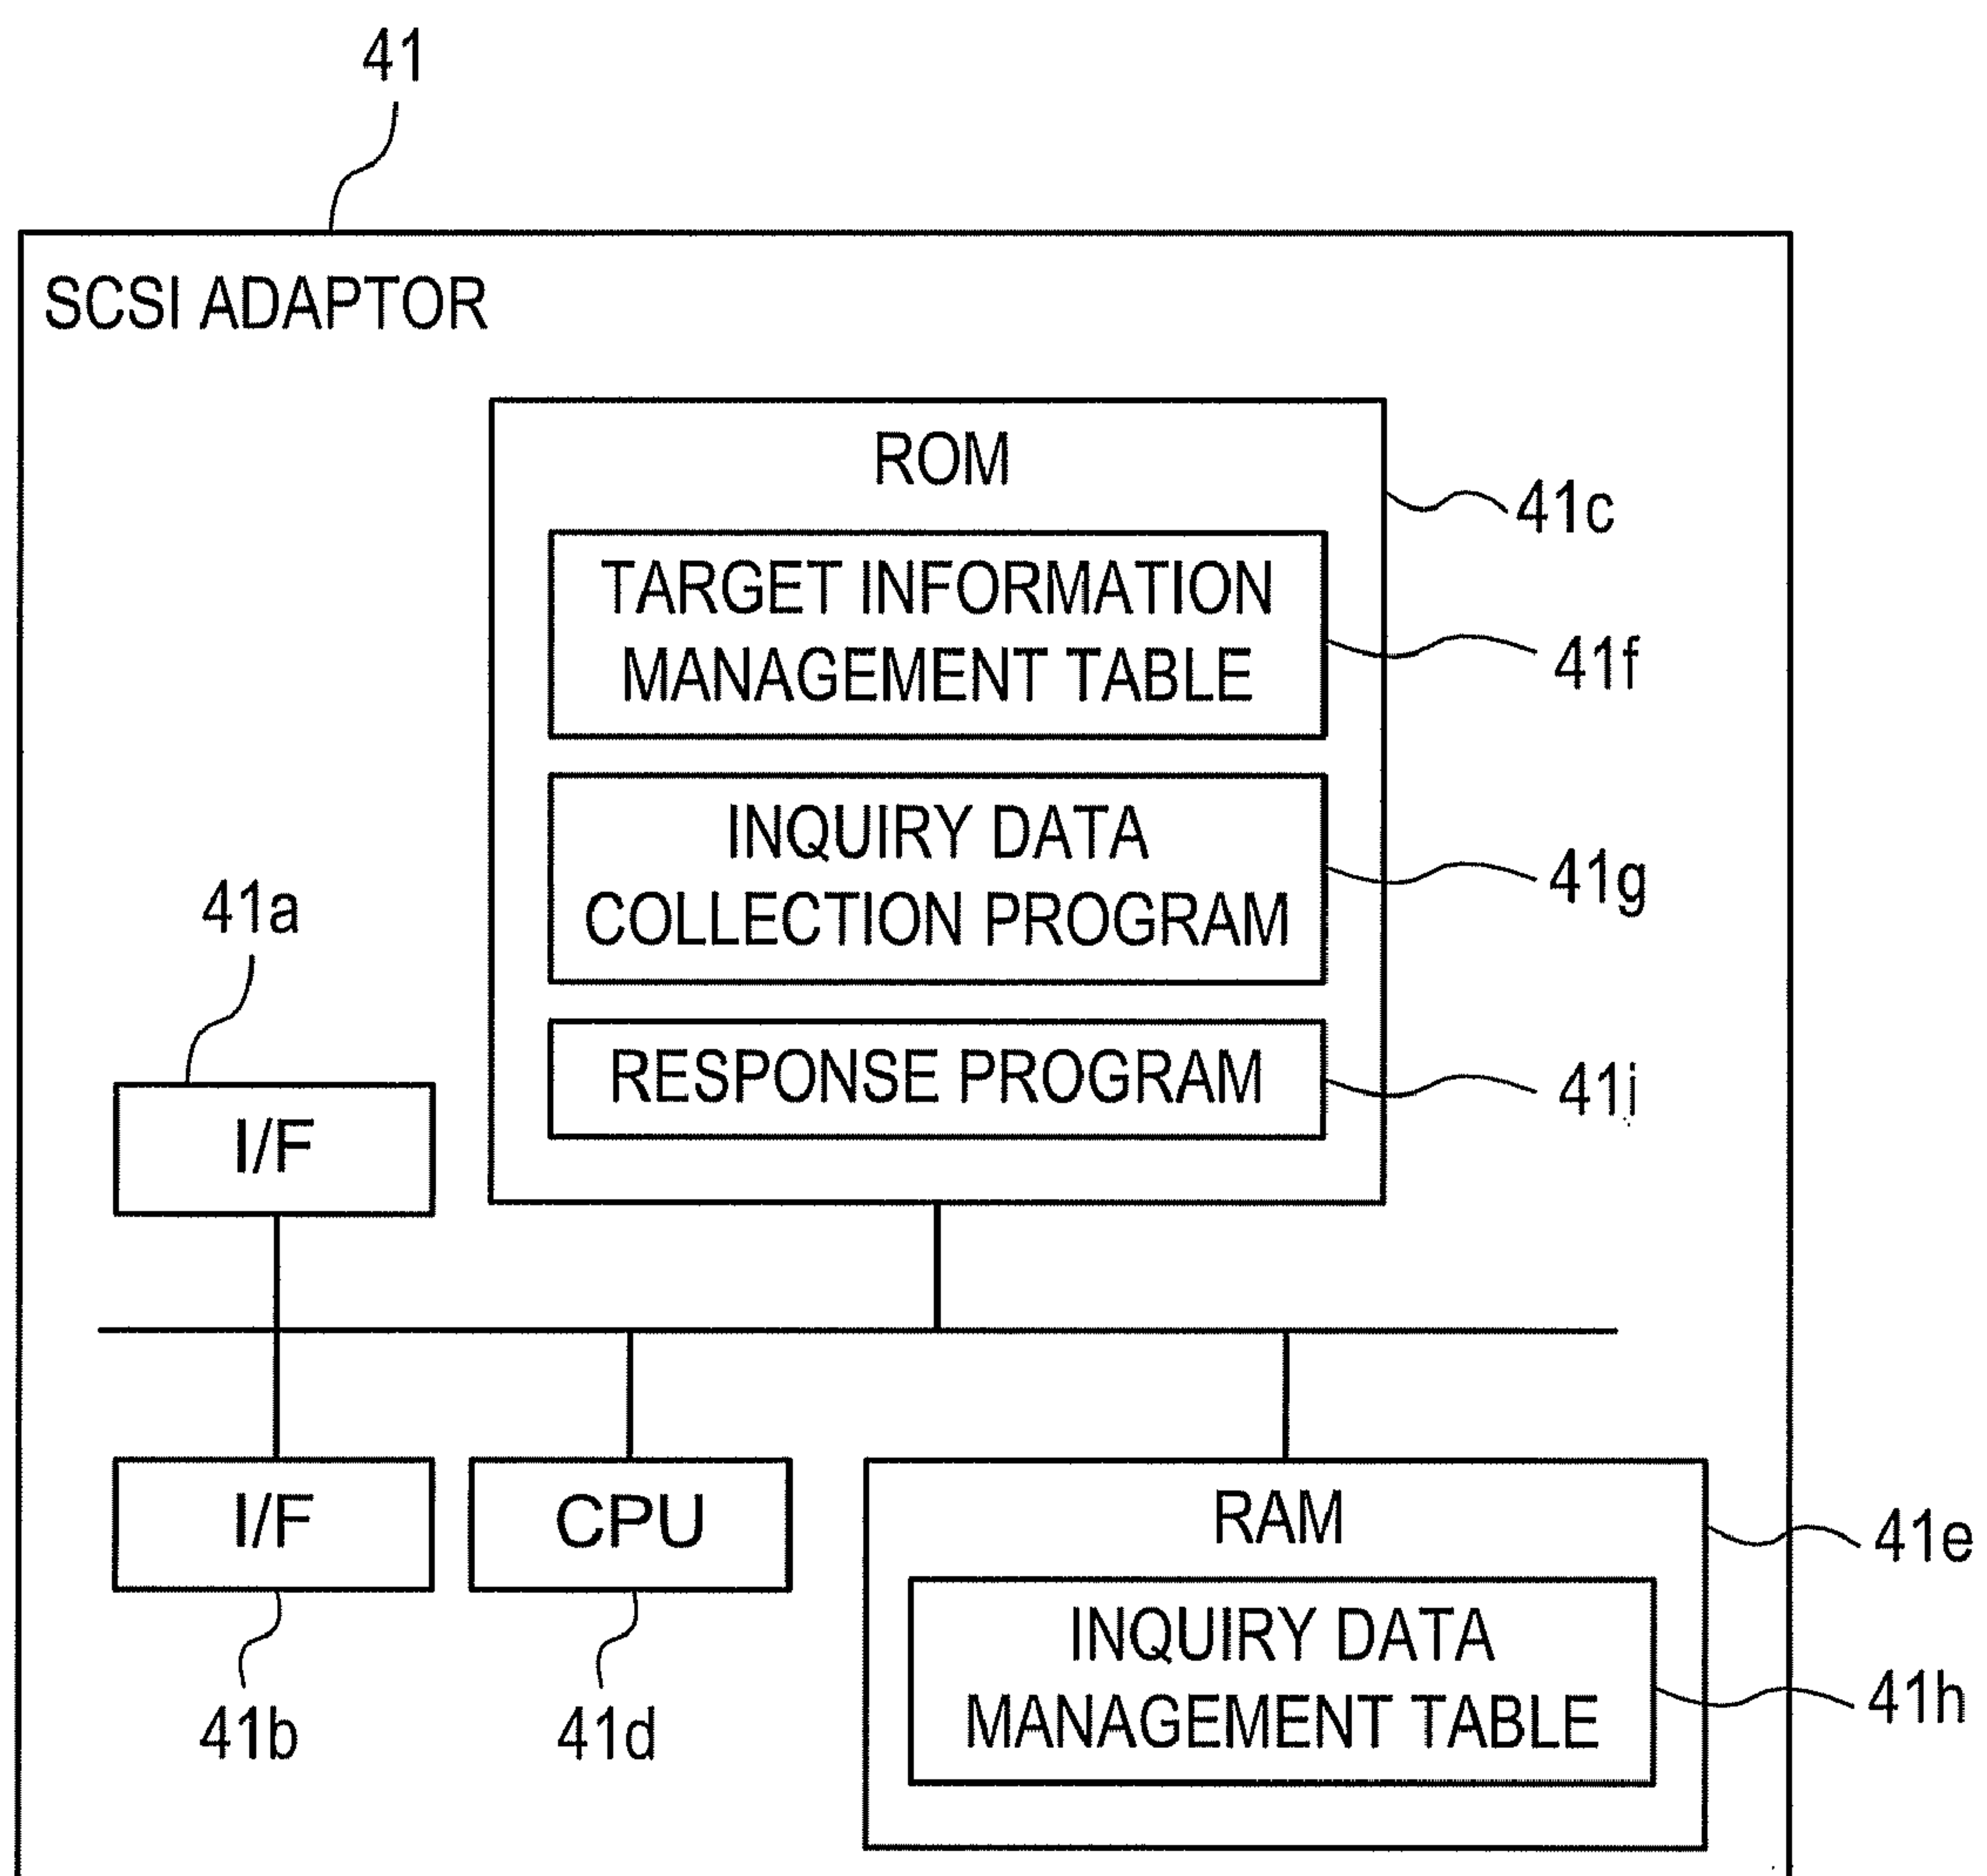 41
SCSI ADAPTOR
ROM
41c
TARGET INFORMATION
MANAGEMENT TABLE
41f
INQUIRY DATA
COLLECTION PROGRAM
41g
RESPONSE PROGRAM
41i
41a
I/F
I/F
41b
CPU
41d
RAM
41e
INQUIRY DATA
MANAGEMENT TABLE
41h